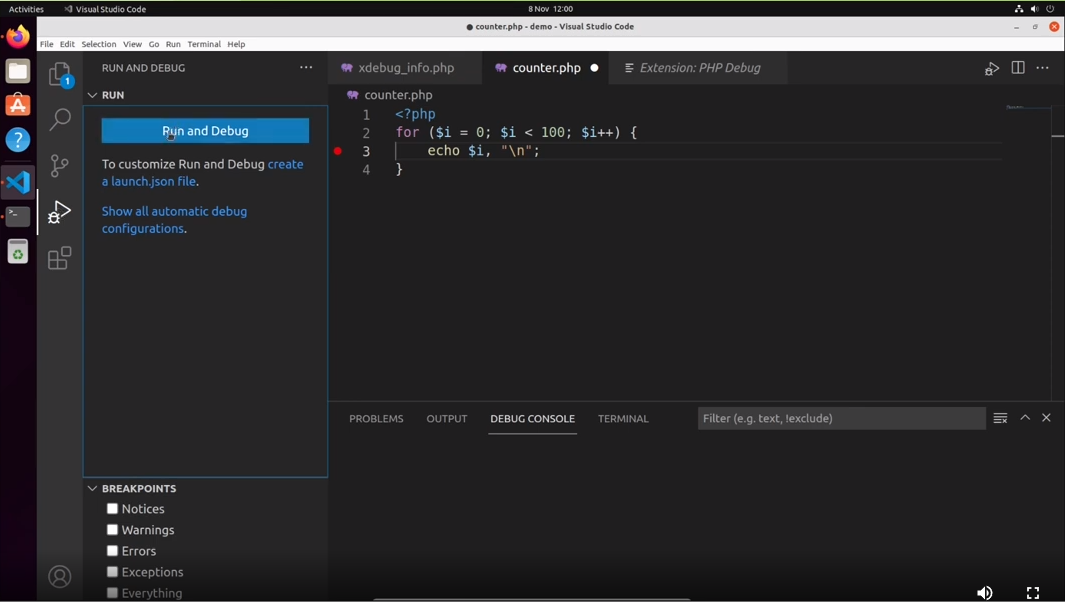 Activities
Visual Studio Code
8 Nov 12:00
● counter.php - demo - Visual Studio Code
File Edit Selection View Go Run Terminal Help
1
RUN AND DEBUG
RUN
Run and Debug
To customize Run and Debug create
a launch.json file.
Show all automatic debug
configurations.
BREAKPOINTS
Notices
Warnings
Errors
Exceptions
Everything
xdebug_info.php
counter.php
Extension: PHP Debug
counter.php
1 <?php
2 for ($i = 0; $i < 100; $i++) {
3 echo $i, "\n";
4 }
PROBLEMS OUTPUT DEBUG CONSOLE TERMINAL
Filter (e.g. text, !exclude)